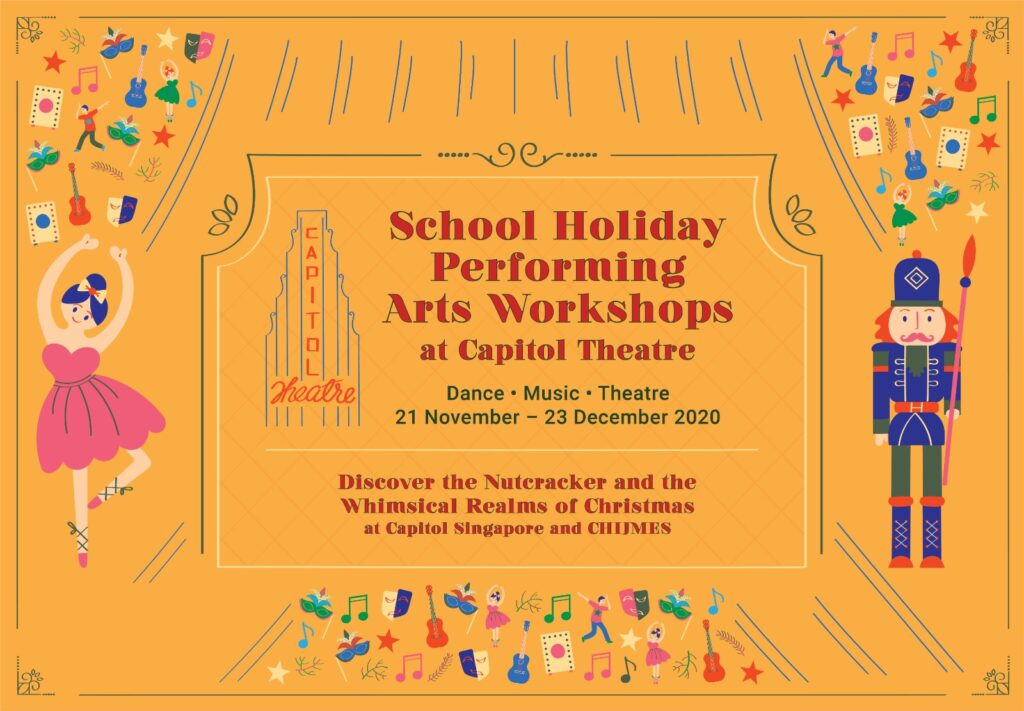 CAPITOL
Theatre
School Holiday
Performing
Arts Workshops
at Capitol Theatre
Dance • Music • Theatre
21 November – 23 December 2020
Discover the Nutcracker and the
Whimsical Realms of Christmas
at Capitol Singapore and CHIJMES